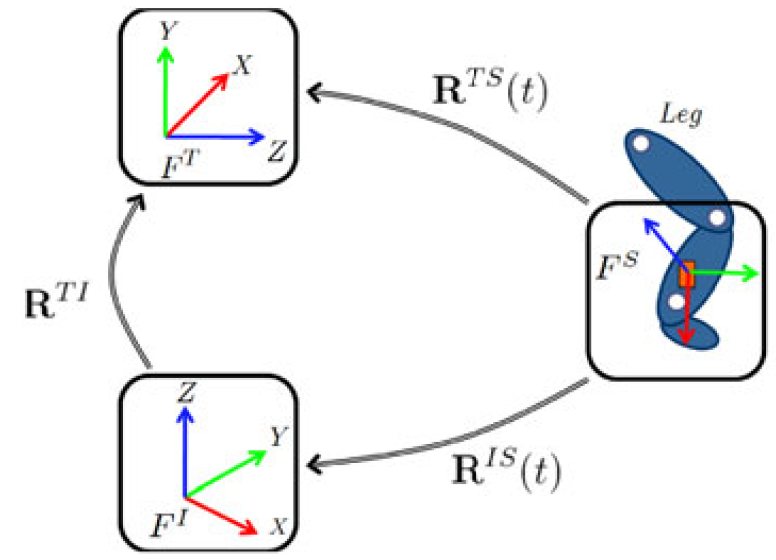 Y
X
Z
F^T
R^{TS}(t)
Leg
F^S
R^{TI}
Z
Y
X
F^I
R^{IS}(t)